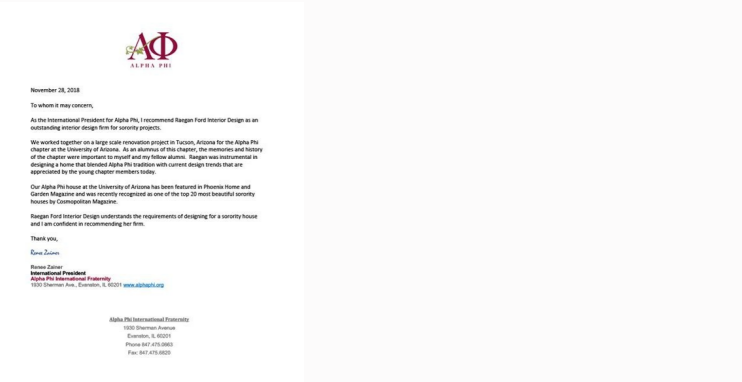 ΑΦ
ALPHA PHI
November 28, 2018
To whom it may concern,
As the International President for Alpha Phi, I recommend Raegan Ford Interior Design as an
outstanding interior design firm for sorority projects.
We worked together on a large scale renovation project in Tucson, Arizona for the Alpha Phi
chapter at the University of Arizona. As an alumnus of this chapter, the memories and history
of the chapter were important to myself and my fellow alumni. Raegan was instrumental in
designing a home that blended Alpha Phi tradition with current design trends that are
appreciated by the young chapter members today.
Our Alpha Phi house at the University of Arizona has been featured in Phoenix Home and
Garden Magazine and was recently recognized as one of the top 20 most beautiful sorority
houses by Cosmopolitan Magazine.
Raegan Ford Interior Design understands the requirements of designing for a sorority house
and I am confident in recommending her firm.
Thank you,
Renee Zainer
Renee Zainer
International President
Alpha Phi International Fraternity
1930 Sherman Ave., Evanston, IL 60201 www.alphaphi.org
Alpha Phi International Fraternity
1930 Sherman Avenue
Evanston, IL 60201
Phone 847.475.0663
Fax: 847.475.6820